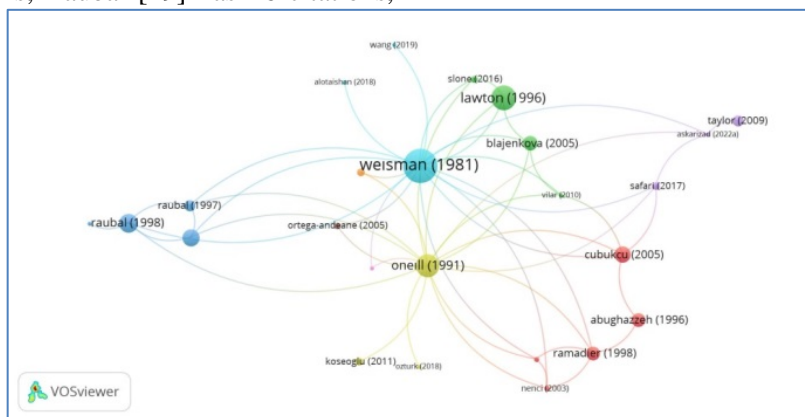 wang (2019)
alotaishan (2018)
slone (2016)
lawton (1996)
taylor (2009)
askarizad (2022a)
blajenkova (2005)
weisman (1981)
safari (2017)
vilar (2010)
raubal (1997)
raubal (1998)
ortega-andeane (2005)
cubukcu (2005)
oneill (1991)
abughazzeh (1996)
ramadier (1998)
koseoglu (2011)
ozturk (2018)
nenci (2003)
VOSviewer